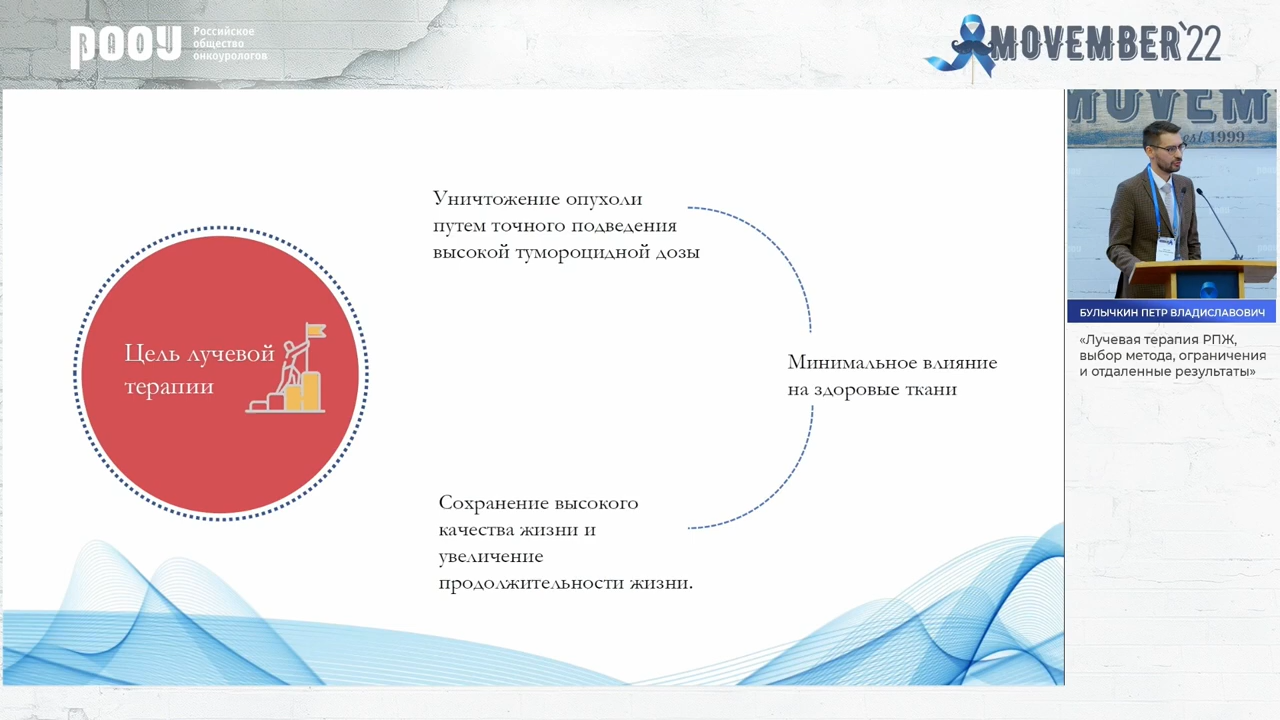 РООУ
Российское
общество
онкоурологов
MOVEMBER`22
Уничтожение опухоли
путем точного подведения
высокой тумороцидной дозы
Цель лучевой
терапии
Минимальное влияние
на здоровые ткани
Сохранение высокого
качества жизни и
увеличение
продолжительности жизни.
MOVEM
est. 1999
БУЛЫЧКИН ПЕТР ВЛАДИСЛАВОВИЧ
«Лучевая терапия РПЖ,
выбор метода, ограничения
и отдаленные результаты»